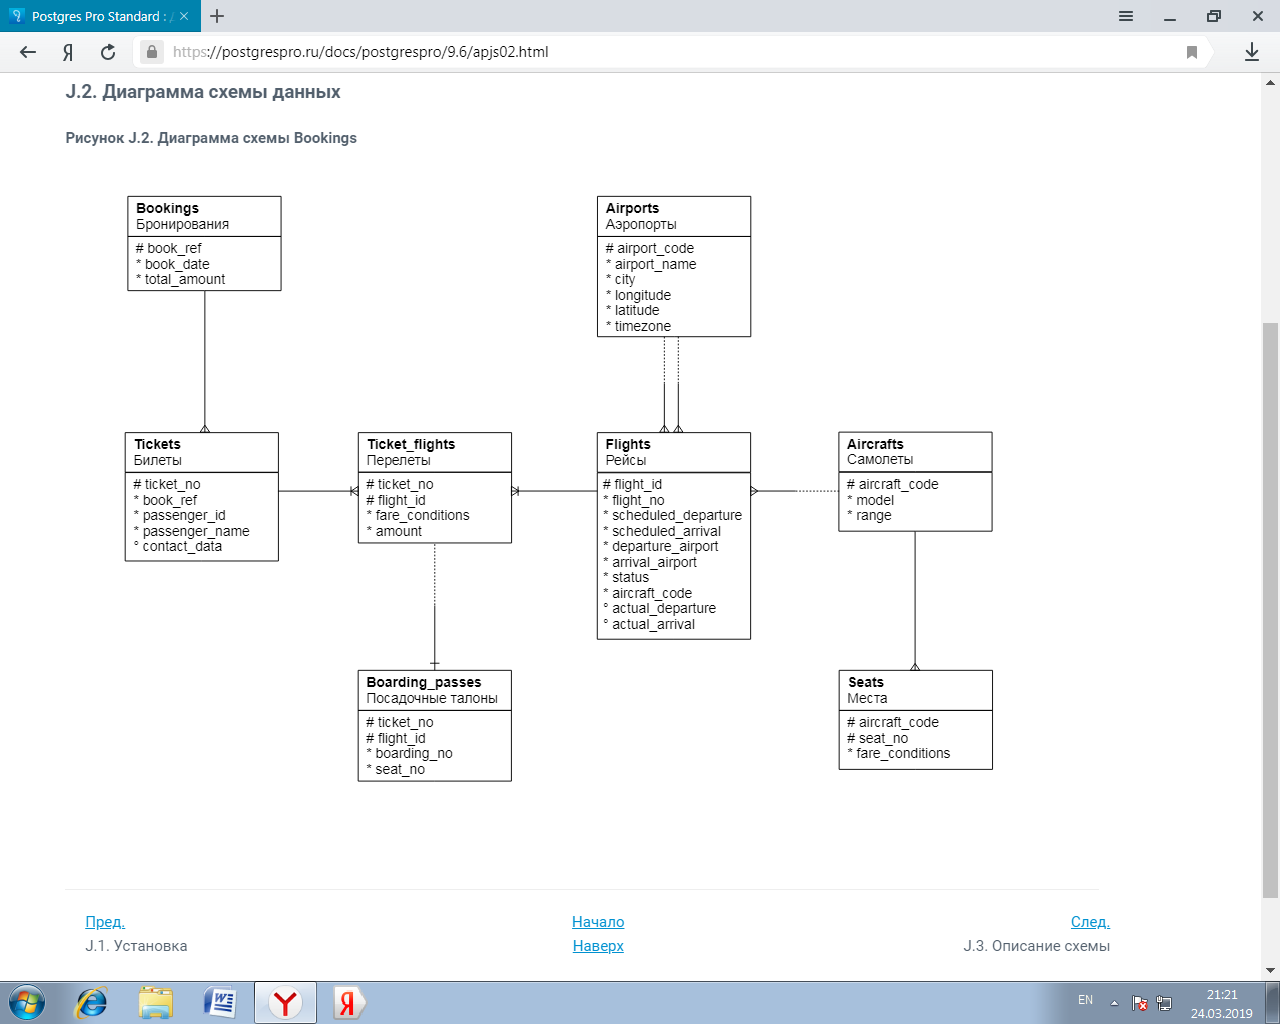 Postgres Pro Standard :
https://postgrespro.ru/docs/postgrespro/9.6/apjs02.html
J.2. Диаграмма схемы данных
Рисунок J.2. Диаграмма схемы Bookings
Bookings
Бронирования
# book_ref
* book_date
* total_amount
Airports
Аэропорты
# airport_code
* airport_name
* city
* longitude
* latitude
* timezone
Tickets
Билеты
# ticket_no
* book_ref
* passenger_id
* passenger_name
° contact_data
Ticket_flights
Перелеты
# ticket_no
# flight_id
* fare_conditions
* amount
Flights
Рейсы
# flight_id
* flight_no
* scheduled_departure
* scheduled_arrival
* departure_airport
* arrival_airport
* status
* aircraft_code
° actual_departure
° actual_arrival
Aircrafts
Самолеты
# aircraft_code
* model
* range
Boarding_passes
Посадочные талоны
# ticket_no
# flight_id
* boarding_no
* seat_no
Seats
Места
# aircraft_code
# seat_no
* fare_conditions
Пред.
Начало
След.
J.1. Установка
Наверх
J.3. Описание схемы
EN
21:21
24.03.2019